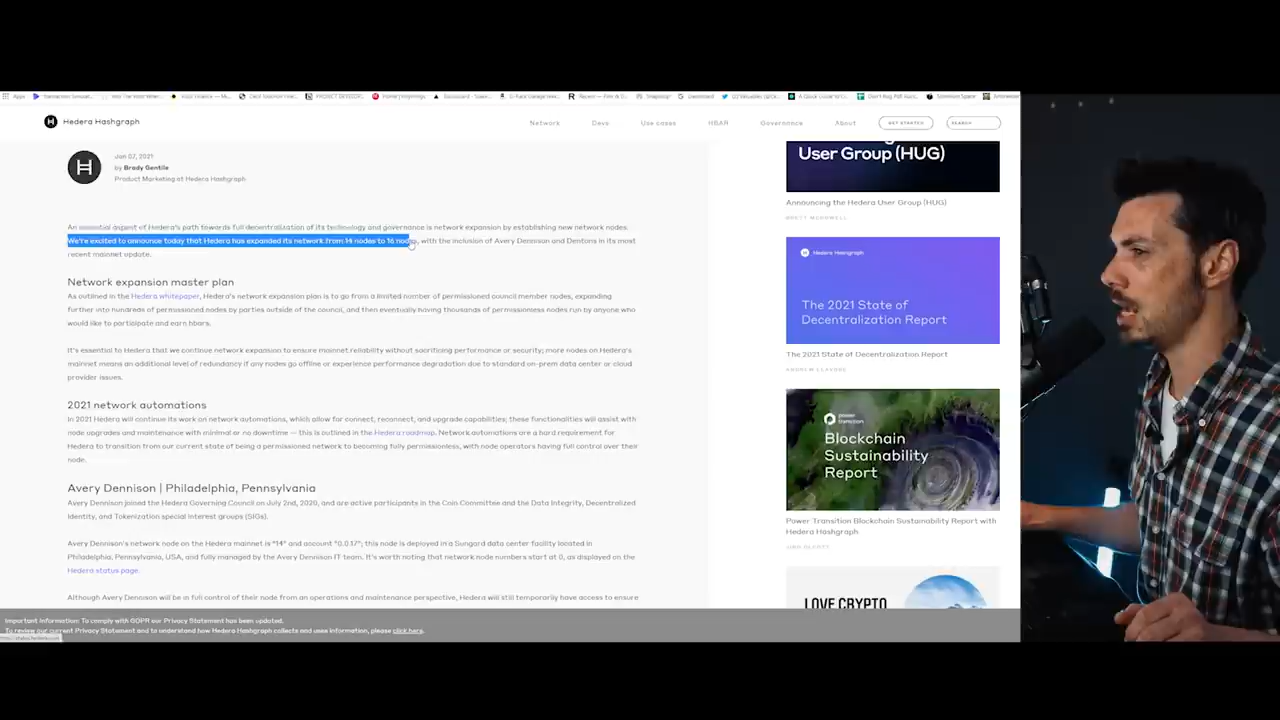 Apps
Hedera Hashgraph
Network
Devs
Use cases
HBAR
Governance
About
GET STARTED
SEARCH
Jan 07, 2021
by Brady Gentile
Product Marketing at Hedera Hashgraph
An essential aspect of Hedera's path towards full decentralization of its technology and governance is network expansion by establishing new network nodes.
We're excited to announce today that Hedera has expanded its network from 14 nodes to 16 nodes, with the inclusion of Avery Dennison and Dentons in its most
recent mainnet update.
Network expansion master plan
As outlined in the Hedera whitepaper, Hedera's network expansion plan is to go from a limited number of permissioned council member nodes, expanding
further into hundreds of permissioned nodes by parties outside of the council, and then eventually having thousands of permissionless nodes run by anyone who
would like to participate and earn hbars.
It's essential to Hedera that we continue network expansion to ensure mainnet reliability without sacrificing performance or security; more nodes on Hedera's
mainnet means an additional level of redundancy if any nodes go offline or experience performance degradation due to standard on-prem data center or cloud
provider issues.
2021 network automations
In 2021 Hedera will continue its work on network automations, which allow for connect, reconnect, and upgrade capabilities; these functionalities will assist with
node upgrades and maintenance with minimal or no downtime — this is outlined in the Hedera roadmap. Network automations are a hard requirement for
Hedera to transition from our current state of being a permissioned network to becoming fully permissionless, with node operators having full control over their
node.
Avery Dennison | Philadelphia, Pennsylvania
Avery Dennison joined the Hedera Governing Council on July 2nd, 2020, and are active participants in the Coin Committee and the Data Integrity, Decentralized
Identity, and Tokenization special interest groups (SIGs).
Avery Dennison's network node on the Hedera mainnet is "14" and account "0.0.17"; this node is deployed in a Sungard data center facility located in
Philadelphia, Pennsylvania, USA, and fully managed by the Avery Dennison IT team. It's worth noting that network node numbers start at 0, as displayed on the
Hedera status page.
Although Avery Dennison will be in full control of their node from an operations and maintenance perspective, Hedera will still temporarily have access to ensure
User Group (HUG)
Announcing the Hedera User Group (HUG)
BRETT MCDOWELL
Hedera Hashgraph
The 2021 State of
Decentralization Report
The 2021 State of Decentralization Report
power
transition
Blockchain
Sustainability
Report
Power Transition Blockchain Sustainability Report with
Hedera Hashgraph
LOVE CRYPTO
Important Information: To comply with GDPR our Privacy Statement has been updated.
To review our current Privacy Statement and to understand how Hedera Hashgraph collects and uses information, please click here.